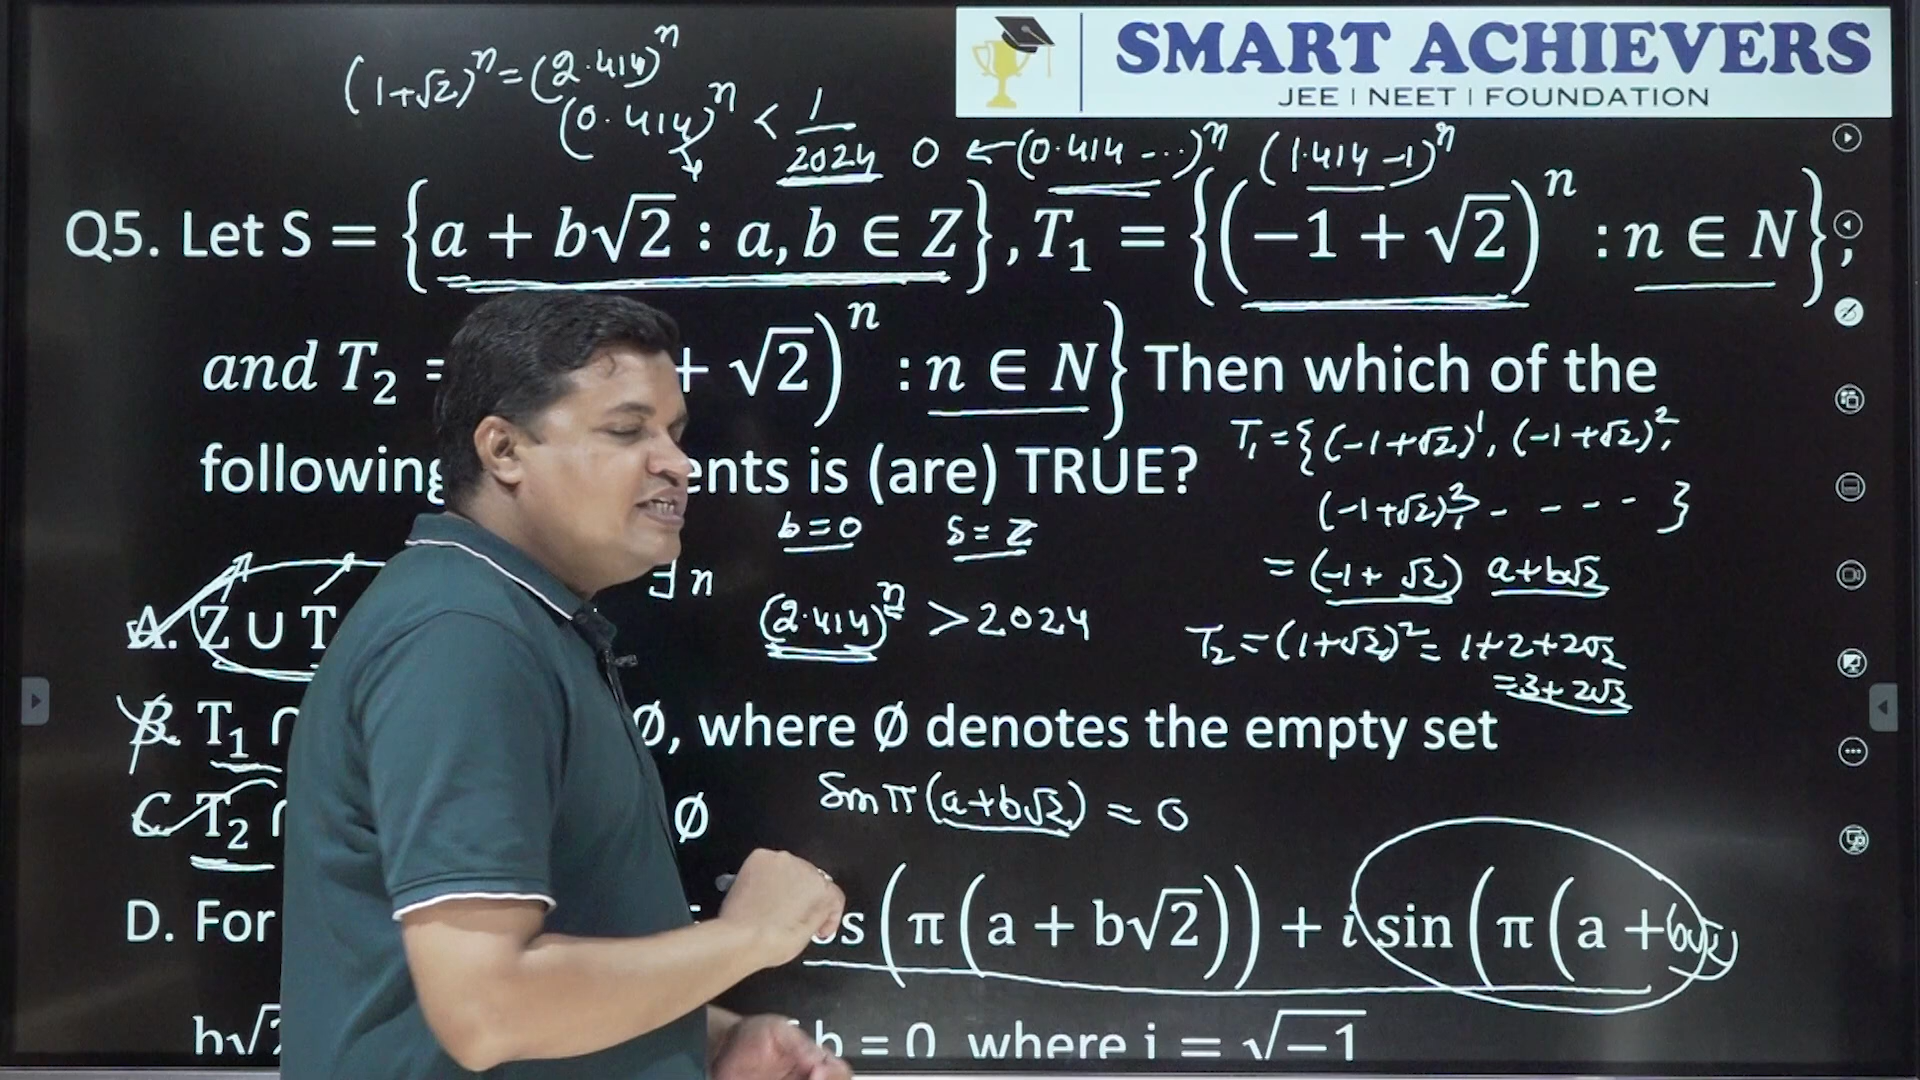 (1+√2)ⁿ = (2.414)ⁿ
SMART ACHIEVERS
JEE | NEET | FOUNDATION
(0.414)ⁿ < 1/2024
0 ← (0.414 - ..)ⁿ (1.414 -1)ⁿ
Q5. Let S = {a + b√2 : a, b ∈ Z}, T₁ = {(−1 + √2)ⁿ : n ∈ N};
and T₂ = + √2)ⁿ : n ∈ N} Then which of the
T₁ = {(-1+√2)¹, (-1+√2)²,
following ents is (are) TRUE?
(-1+√2)³, - - - - - }
b=0 S = Z
= (-1+ √2) a+b√2
∃ n
(2.414)ⁿ > 2024
A. Z ∪ T
T₂ = (1+√2)² = 1+2+2√2
= 3+2√2
B. T₁ ∩ Ø, where Ø denotes the empty set
Sin π (a+b√2) = 0
C. T₂ ∩ Ø
D. For os (π (a + b√2)) + i sin (π (a + b√2)
b√2 b = 0, where i = √−1